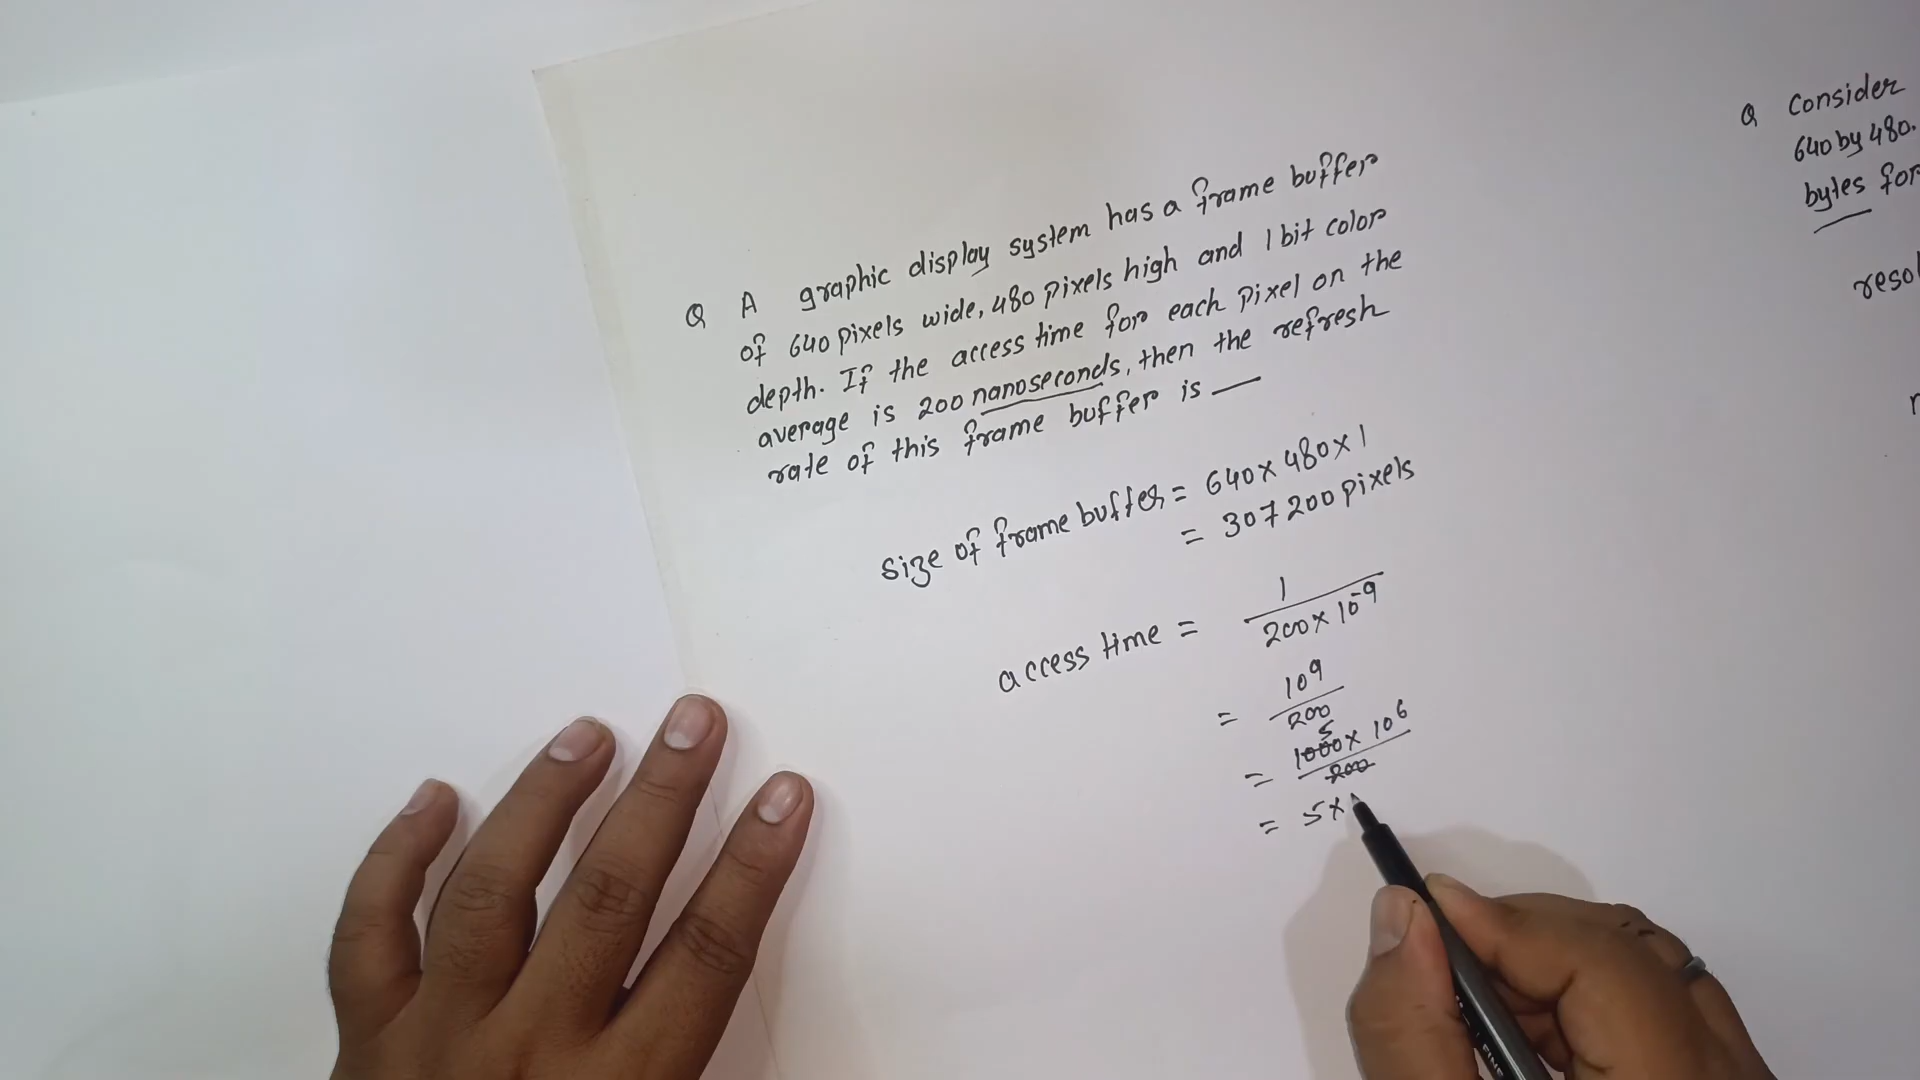 Q A graphic display system has a frame buffer
of 640 pixels wide, 480 pixels high and 1 bit color
depth. If the access time for each pixel on the
average is 200 nanoseconds, then the refresh
rate of this frame buffer is —
size of frame buffer = 640 × 480 × 1
= 307200 pixels
access time = 1 / 200 × 10^-9
= 10^9 / 200
5
= 1000 × 10^6 / 200
= 5 ×
Q Consider
640 by 480.
bytes for
resol
FINE